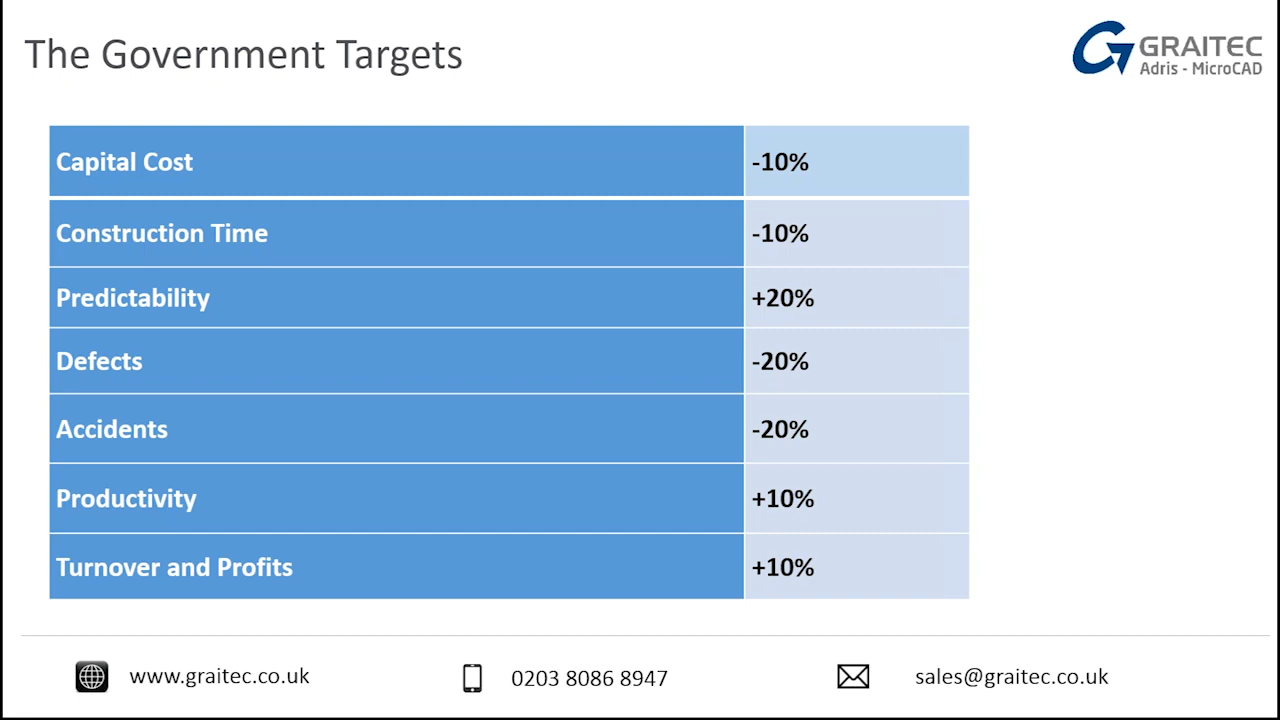 The Government Targets
GRAITEC
Adris - MicroCAD
Capital Cost -10%
Construction Time -10%
Predictability +20%
Defects -20%
Accidents -20%
Productivity +10%
Turnover and Profits +10%
www.graitec.co.uk 0203 8086 8947 sales@graitec.co.uk